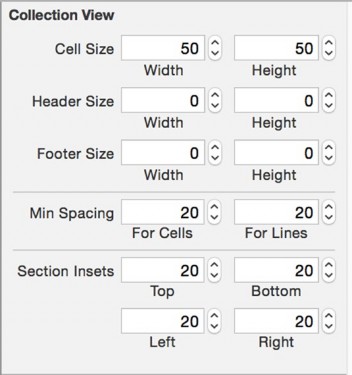 Collection View
Cell Size 50 50
Width Height
Header Size 0 0
Width Height
Footer Size 0 0
Width Height
Min Spacing 20 20
For Cells For Lines
Section Insets 20 20
Top Bottom
20 20
Left Right